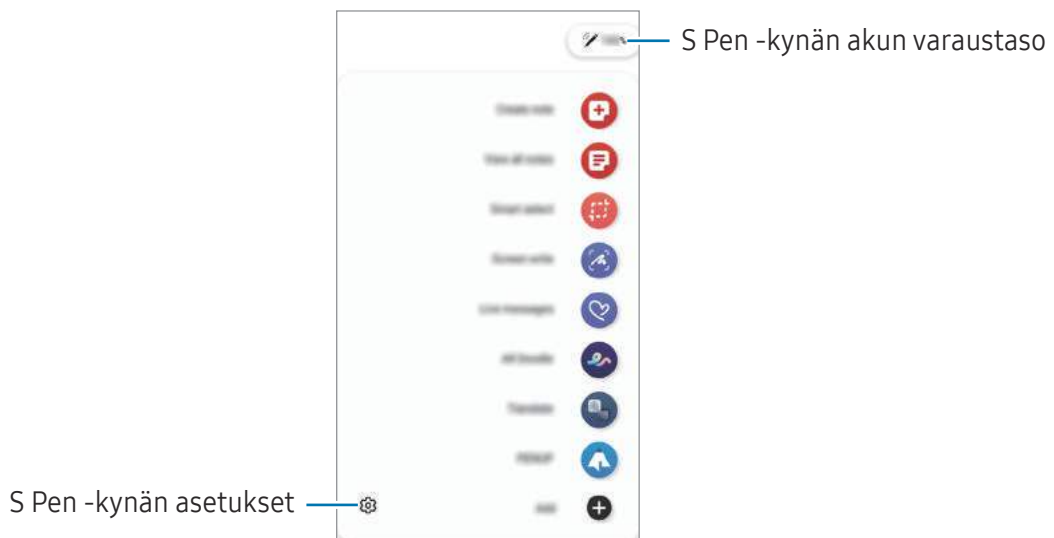 S Pen -kynän akun varaustaso
Create note
View all notes
Smart select
Screen write
Live messages
AR Doodle
Translate
PENUP
Add
S Pen -kynän asetukset